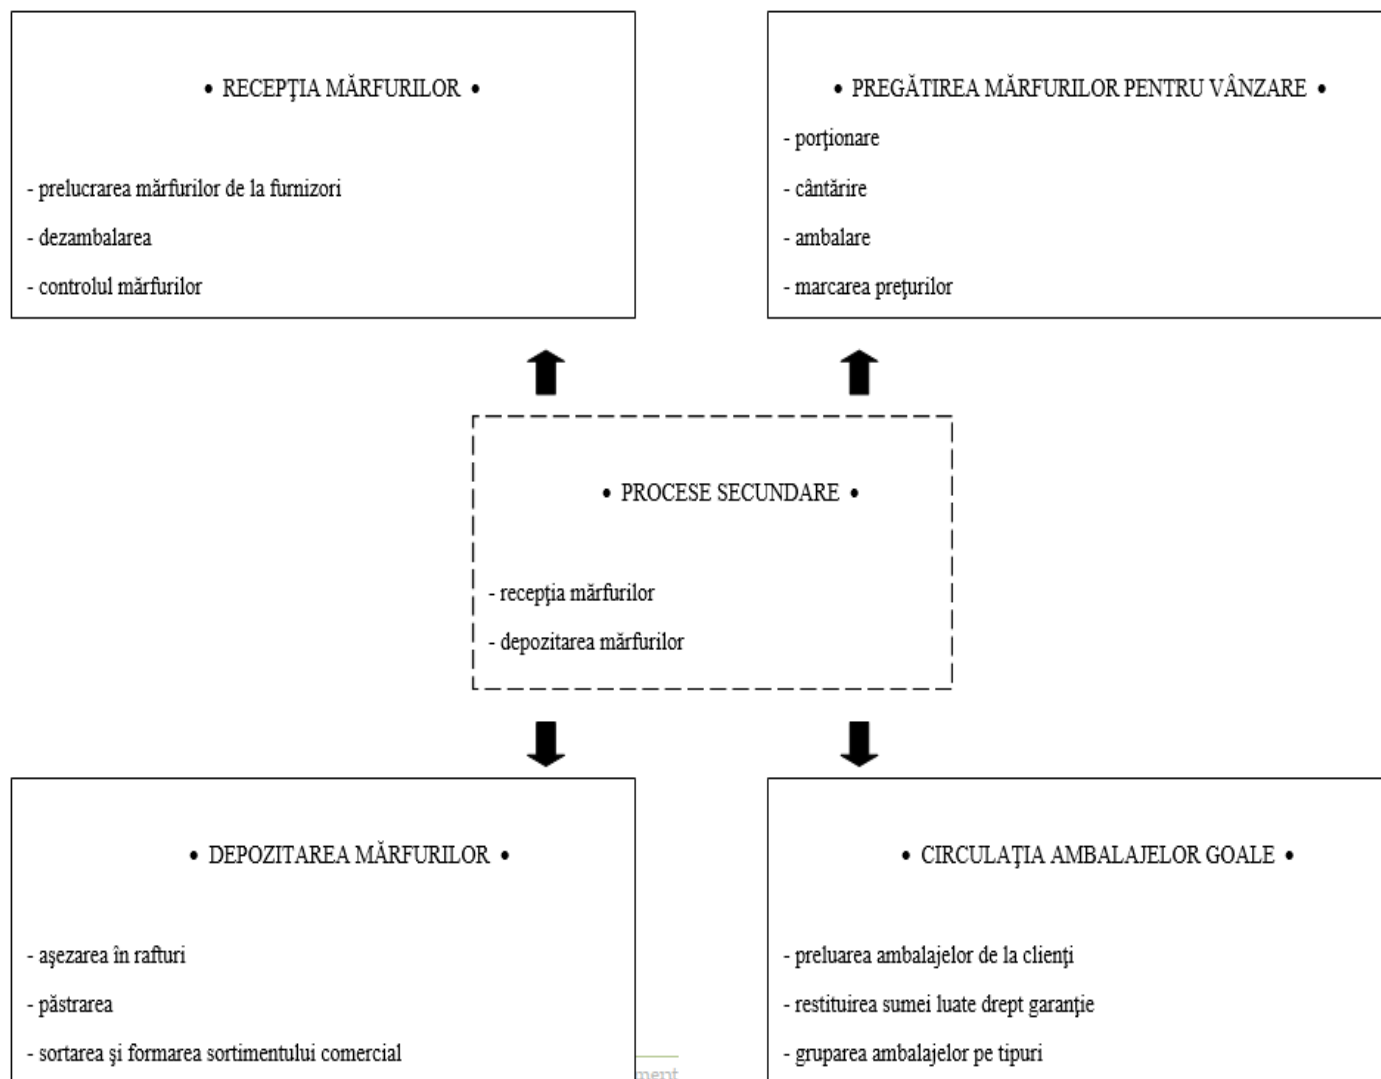 • RECEPŢIA MĂRFURILOR •
- prelucrarea mărfurilor de la furnizori
- dezambalarea
- controlul mărfurilor
• PREGĂTIREA MĂRFURILOR PENTRU VÂNZARE •
- porţionare
- cântărire
- ambalare
- marcarea preţurilor
• PROCESE SECUNDARE •
- recepţia mărfurilor
- depozitarea mărfurilor
• DEPOZITAREA MĂRFURILOR •
- aşezarea în rafturi
- păstrarea
- sortarea şi formarea sortimentului comercial
• CIRCULAŢIA AMBALAJELOR GOALE •
- preluarea ambalajelor de la clienţi
- restituirea sumei luate drept garanţie
- gruparea ambalajelor pe tipuri